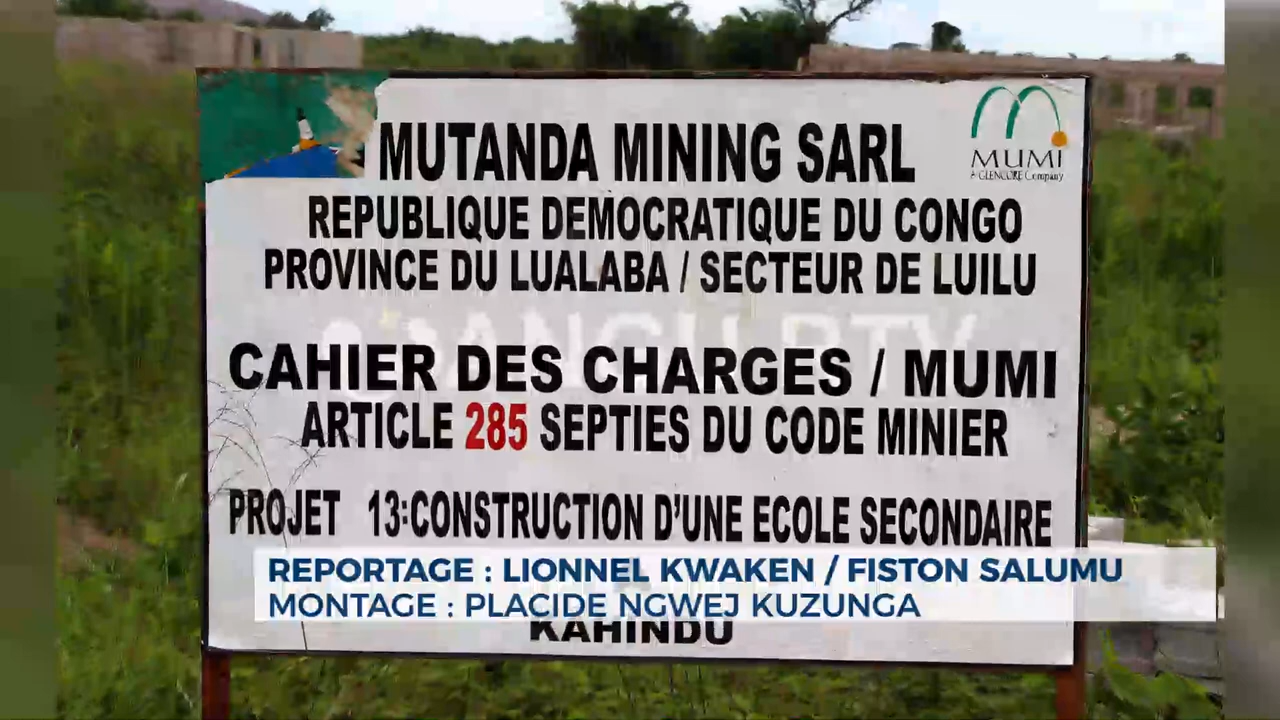 MUTANDA MINING SARL
MUMI
A GLENCORE Company
REPUBLIQUE DEMOCRATIQUE DU CONGO
PROVINCE DU LUALABA / SECTEUR DE LUILU
CAHIER DES CHARGES / MUMI
ARTICLE 285 SEPTIES DU CODE MINIER
PROJET 13:CONSTRUCTION D'UNE ECOLE SECONDAIRE
REPORTAGE : LIONNEL KWAKEN / FISTON SALUMU
MONTAGE : PLACIDE NGWEJ KUZUNGA
KAHINDU